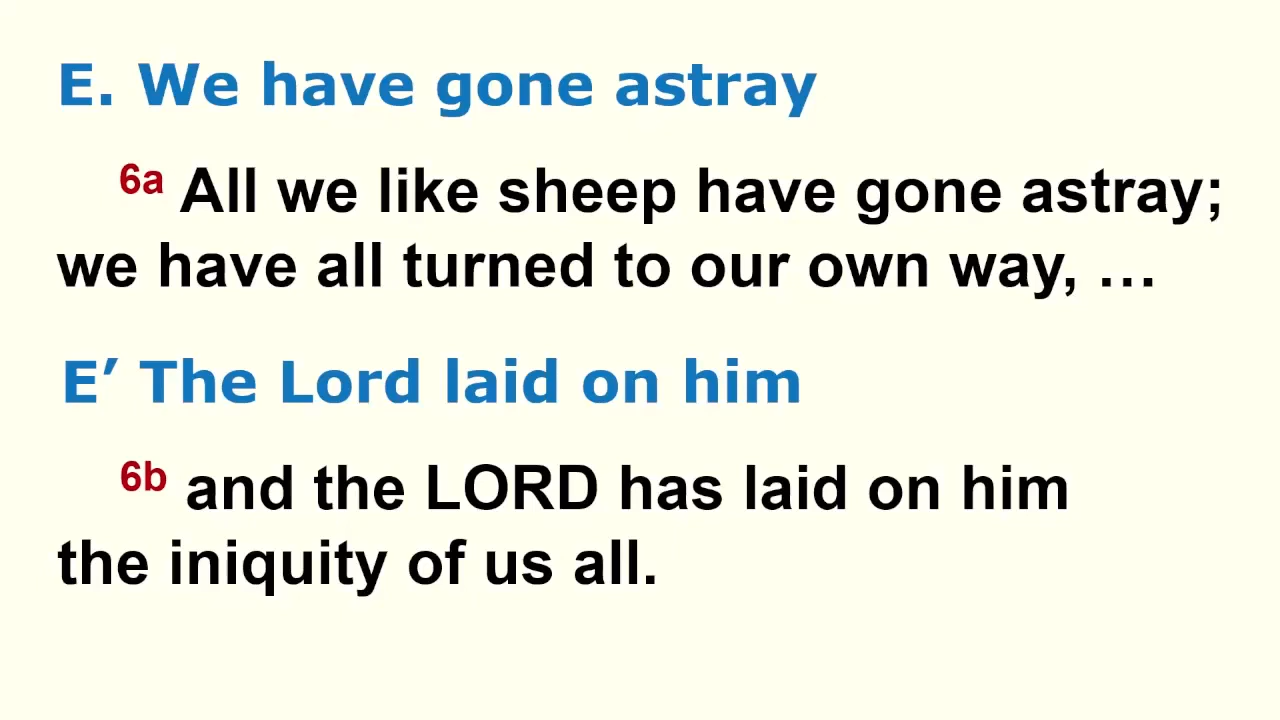 E. We have gone astray
6a All we like sheep have gone astray;
we have all turned to our own way, …
E’ The Lord laid on him
6b and the LORD has laid on him
the iniquity of us all.